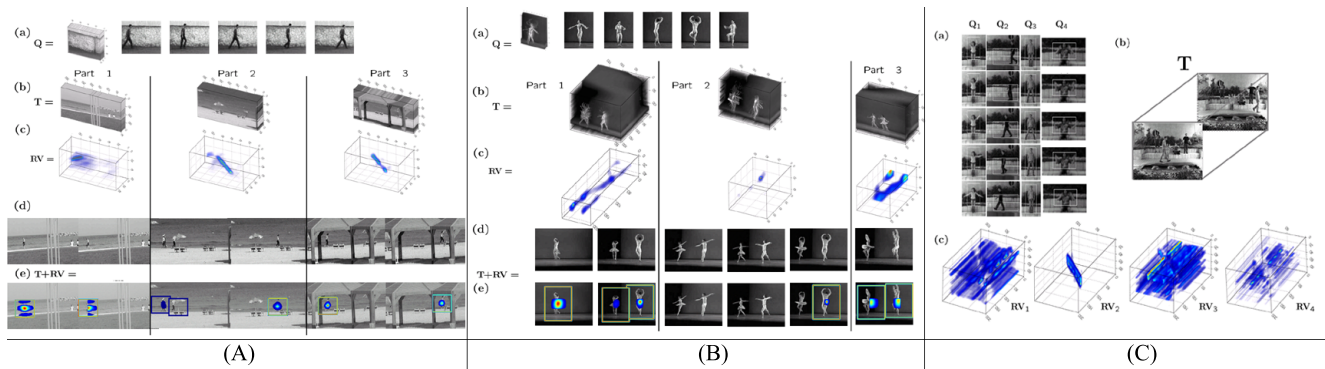 (a)
Q =
Part 1
Part 2
Part 3
(b)
T =
(c)
RV =
(d)
(e) T+RV =
(A)
(a)
Q =
Part 1
Part 2
Part 3
(b)
T =
(c)
RV =
(d)
T+RV =
(e)
(B)
Q1 Q2 Q3 Q4
(a)
(b)
T
(c)
RV1 RV2 RV3 RV4
(C)